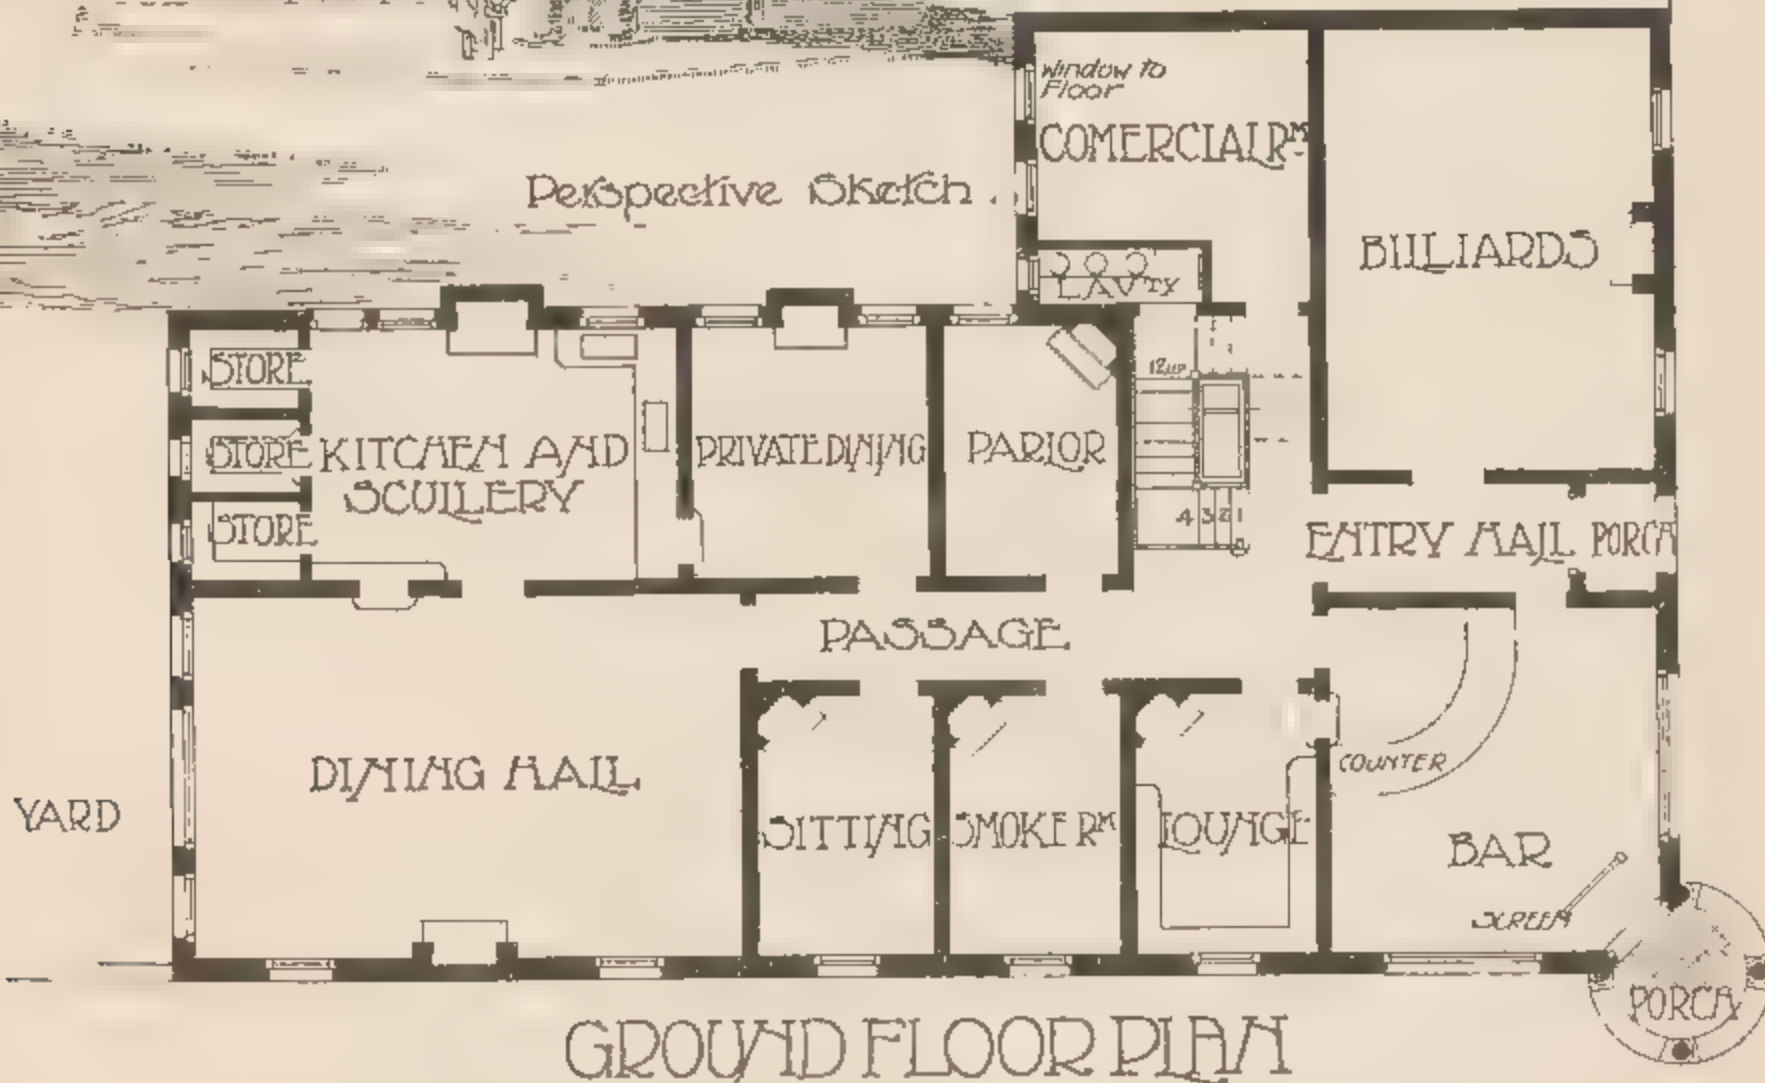 Window to
Floor
COMERCIAL RM
Perspective Sketch.
BILLIARDS
LAVTY
STORE
12 UP
STORE
KITCHEN AND
SCULLERY
PRIVATE DINING
PARLOR
STORE
4 3 2 1
ENTRY HALL
PORCH
PASSAGE
DINING HALL
COUNTER
YARD
SITTING
SMOKE RM
LOUNGE
BAR
SCREEN
PORCH
GROUND FLOOR PLAN